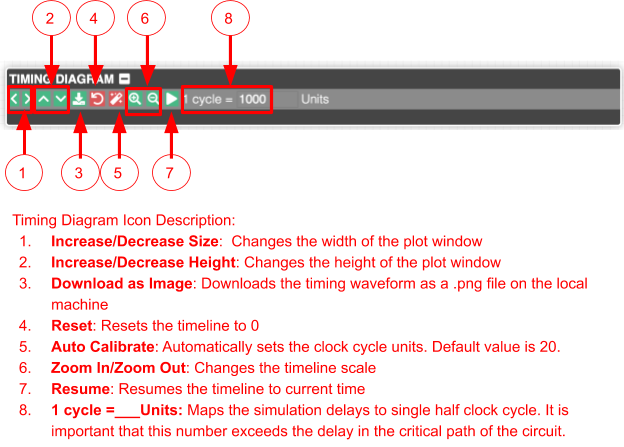 2 4 6 8
TIMING DIAGRAM
1 cycle = 1000 Units
1 3 5 7
Timing Diagram Icon Description:
1. Increase/Decrease Size: Changes the width of the plot window
2. Increase/Decrease Height: Changes the height of the plot window
3. Download as Image: Downloads the timing waveform as a .png file on the local
machine
4. Reset: Resets the timeline to 0
5. Auto Calibrate: Automatically sets the clock cycle units. Default value is 20.
6. Zoom In/Zoom Out: Changes the timeline scale
7. Resume: Resumes the timeline to current time
8. 1 cycle =___Units: Maps the simulation delays to single half clock cycle. It is
important that this number exceeds the delay in the critical path of the circuit.